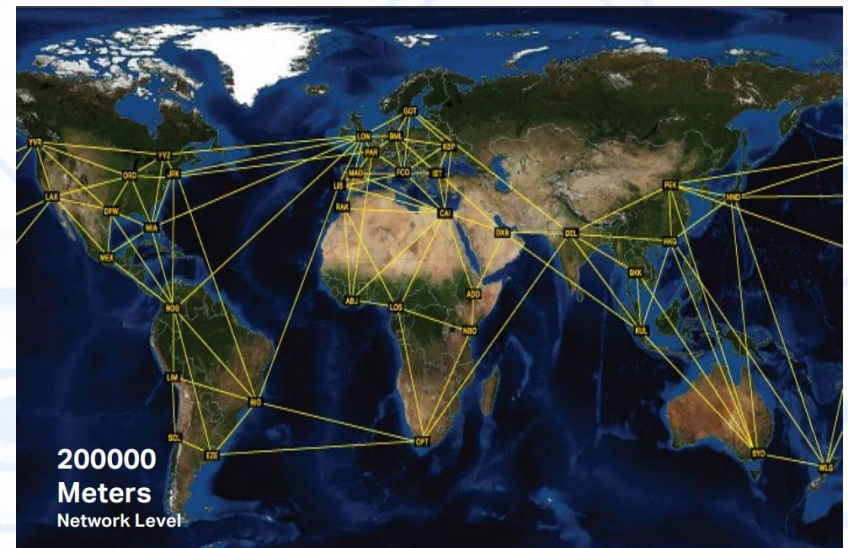 GOT
LON
BML
KBP
YVR
PAR
YYZ
ORD
JFK
MAD
FCO
IST
LIS
PEK
LAX
HND
DFW
RAK
CAI
MIA
DXB
DEL
HKG
MEX
BKK
ADD
ABJ
LOS
BOG
NBO
KUL
LIM
RIO
SCL
CPT
EZE
SYD
WLG
200000
Meters
Network Level